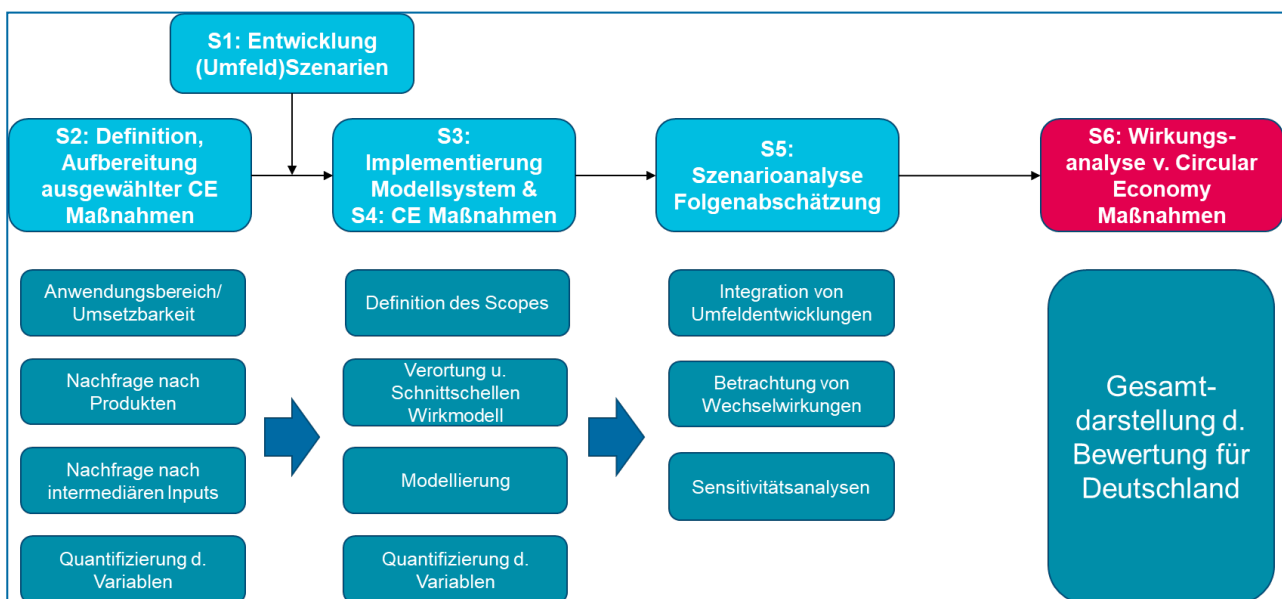 S1: Entwicklung
(Umfeld)Szenarien
S2: Definition,
Aufbereitung
ausgewählter CE
Maßnahmen
S3:
Implementierung
Modellsystem &
S4: CE Maßnahmen
S5:
Szenarioanalyse
Folgenabschätzung
S6: Wirkungs-
analyse v. Circular
Economy
Maßnahmen
Anwendungsbereich/
Umsetzbarkeit
Nachfrage nach
Produkten
Nachfrage nach
intermediären Inputs
Quantifizierung d.
Variablen
Definition des Scopes
Verortung u.
Schnittschellen
Wirkmodell
Modellierung
Quantifizierung d.
Variablen
Integration von
Umfeldentwicklungen
Betrachtung von
Wechselwirkungen
Sensitivitätsanalysen
Gesamt-
darstellung d.
Bewertung für
Deutschland